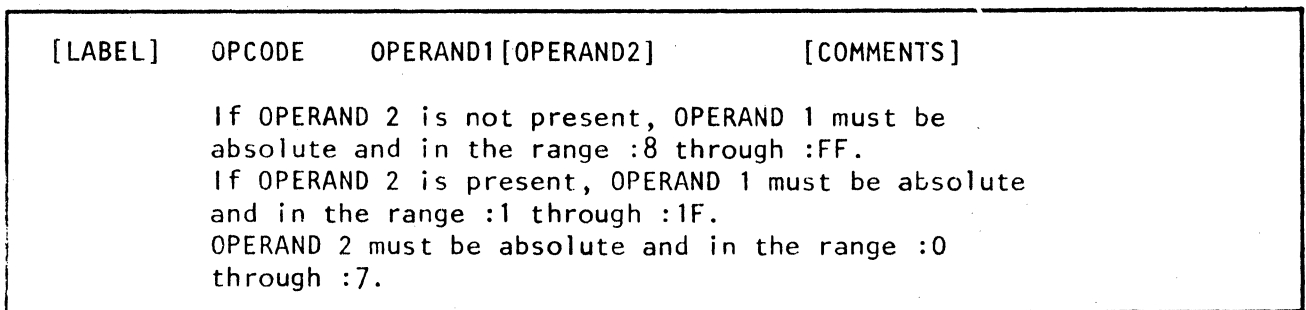 [LABEL] OPCODE OPERAND1[OPERAND2] [COMMENTS]
If OPERAND 2 is not present, OPERAND 1 must be
absolute and in the range :8 through :FF.
If OPERAND 2 is present, OPERAND 1 must be absolute
and in the range :1 through :1F.
OPERAND 2 must be absolute and in the range :0
through :7.